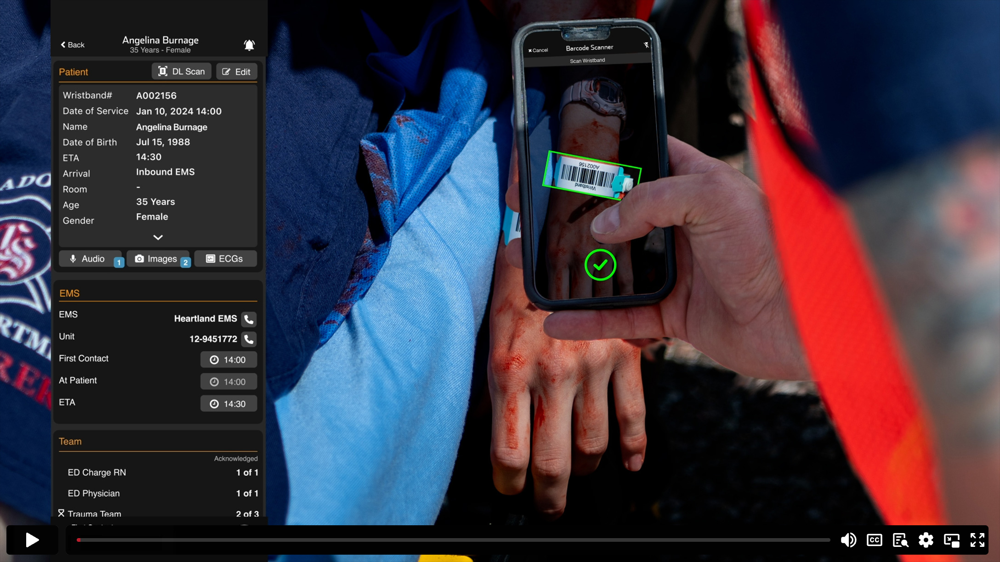 Back
Angelina Burnage
35 Years - Female
Patient
DL Scan
Edit
Wristband# A002156
Date of Service Jan 10, 2024 14:00
Name Angelina Burnage
Date of Birth Jul 15, 1988
ETA 14:30
Arrival Inbound EMS
Room -
Age 35 Years
Gender Female
Audio 1
Images 2
ECGs
EMS
EMS Heartland EMS
Unit 12-9451772
First Contact 14:00
At Patient 14:00
ETA 14:30
Team
Acknowledged
ED Charge RN 1 of 1
ED Physician 1 of 1
Trauma Team 2 of 3
Cancel
Barcode Scanner
Scan Wristband
A002156
Wristband
ADO
RTM
RE
CC